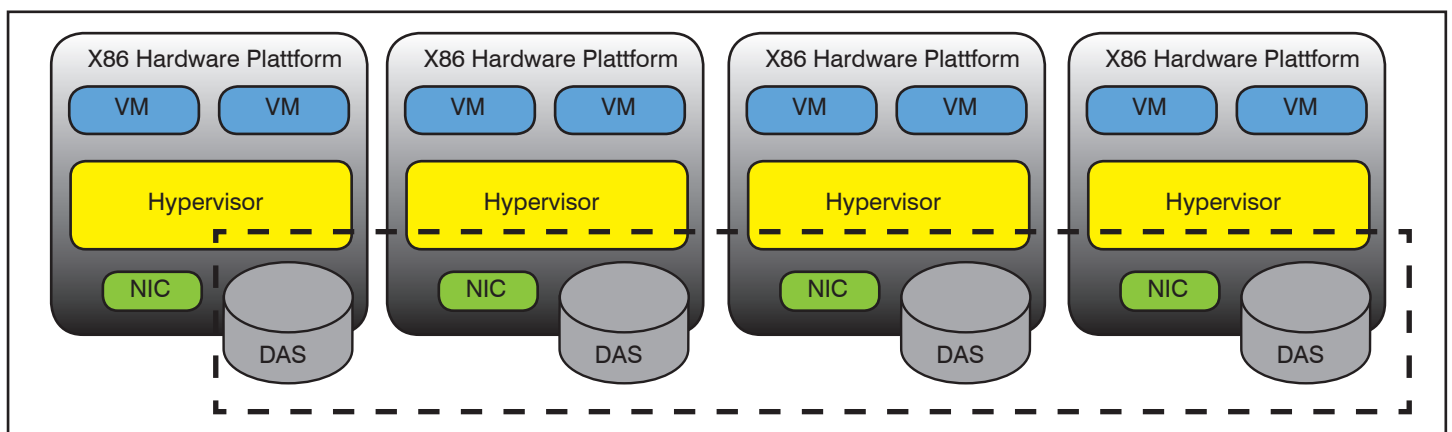 X86 Hardware Plattform
VM VM
Hypervisor
NIC
DAS
X86 Hardware Plattform
VM VM
Hypervisor
NIC
DAS
X86 Hardware Plattform
VM VM
Hypervisor
NIC
DAS
X86 Hardware Plattform
VM VM
Hypervisor
NIC
DAS